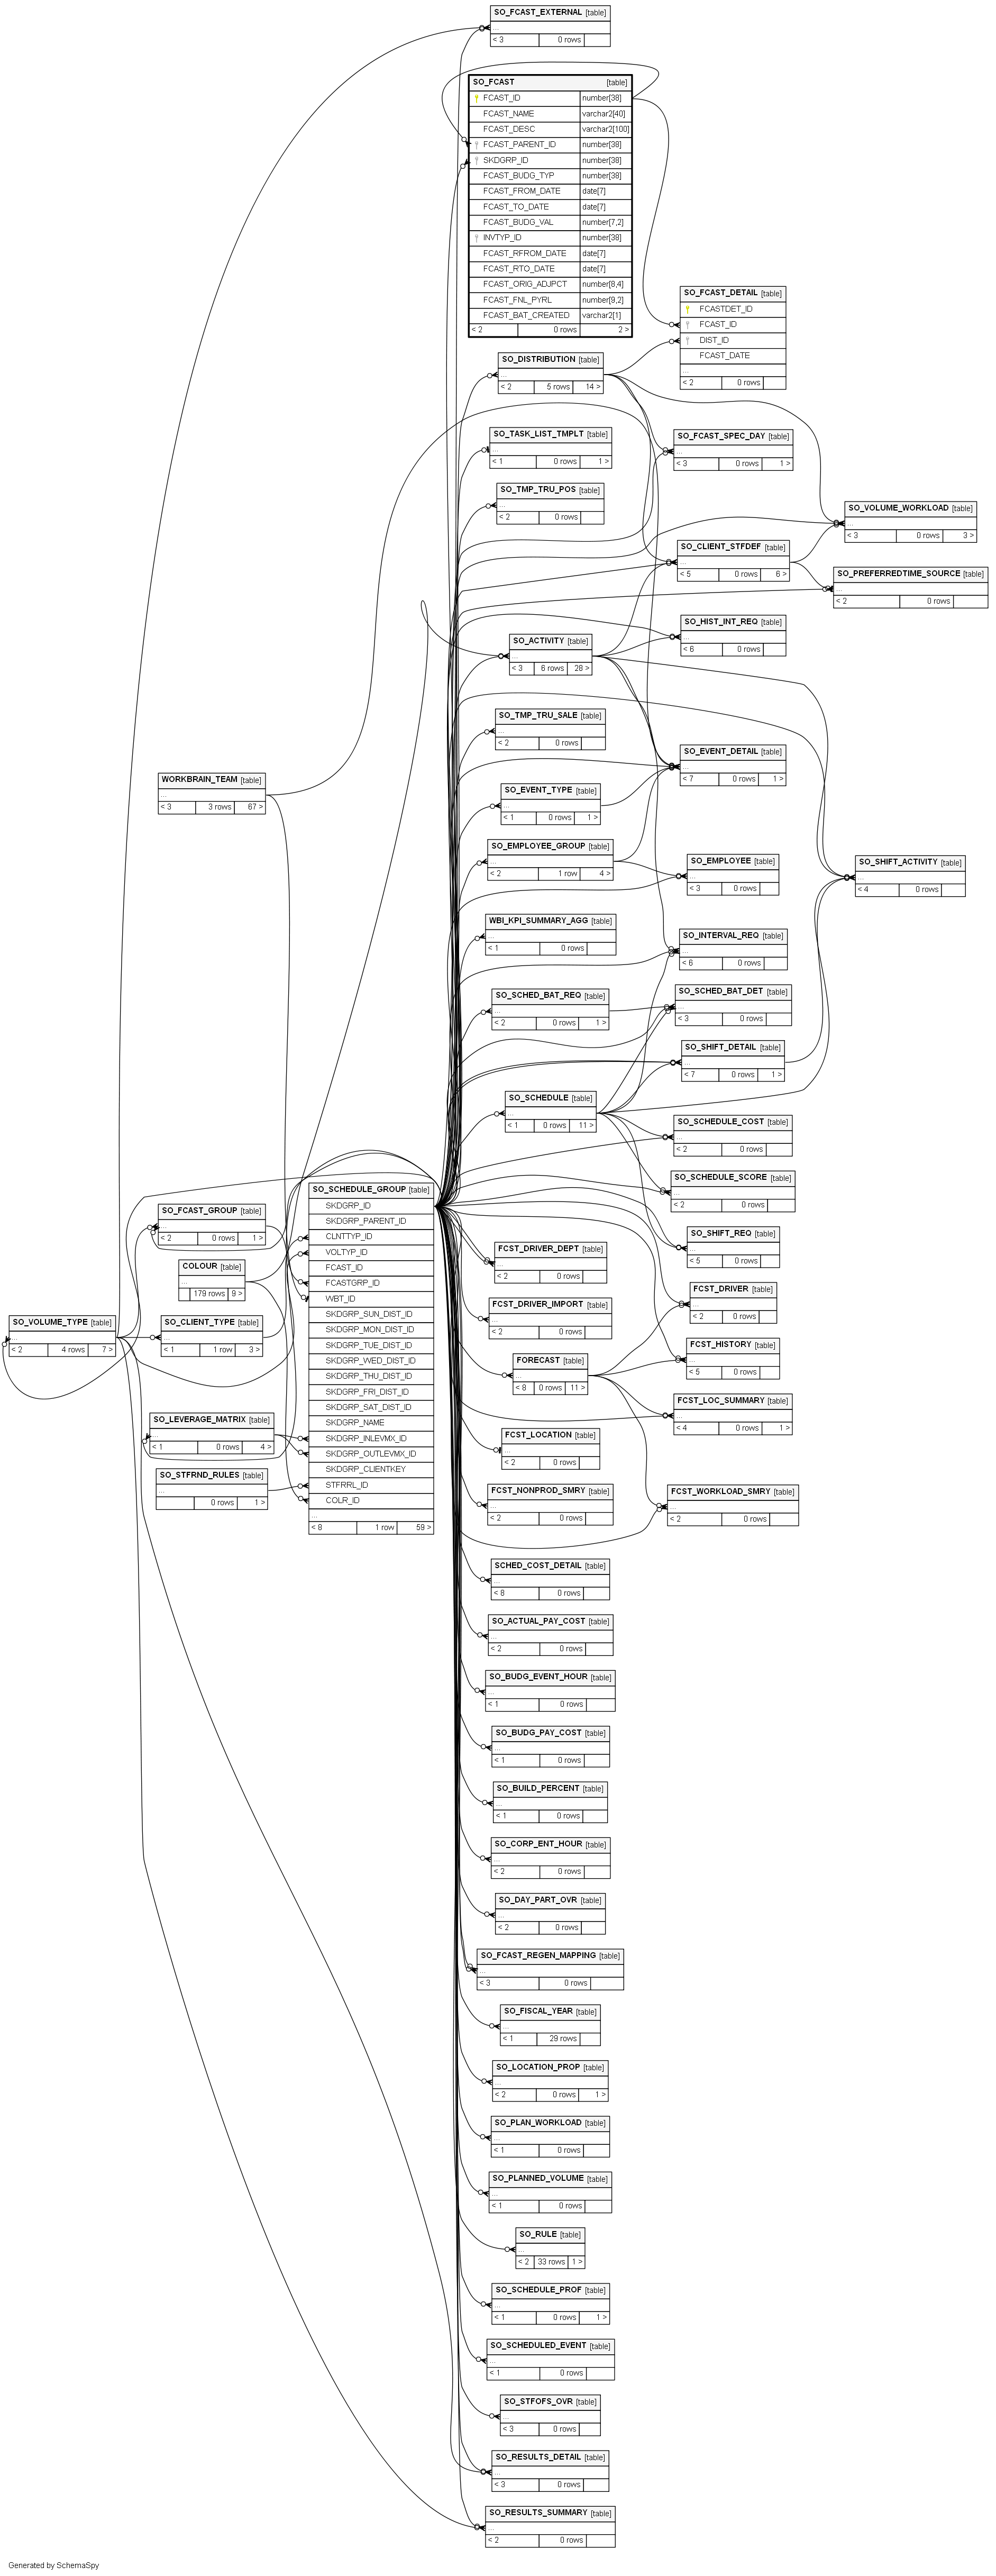 SO_FCAST_EXTERNAL [table]
...
< 3 0 rows
SO_FCAST [table]
FCAST_ID number[38]
FCAST_NAME varchar2[40]
FCAST_DESC varchar2[100]
FCAST_PARENT_ID number[38]
SKDGRP_ID number[38]
FCAST_BUDG_TYP number[38]
FCAST_FROM_DATE date[7]
FCAST_TO_DATE date[7]
FCAST_BUDG_VAL number[7,2]
INVTYP_ID number[38]
FCAST_RFROM_DATE date[7]
FCAST_RTO_DATE date[7]
FCAST_ORIG_ADJPCT number[8,4]
FCAST_FNL_PYRL number[9,2]
FCAST_BAT_CREATED varchar2[1]
< 2 0 rows 2 >
SO_FCAST_DETAIL [table]
FCASTDET_ID
FCAST_ID
DIST_ID
FCAST_DATE
...
< 2 0 rows
SO_DISTRIBUTION [table]
...
< 2 5 rows 14 >
SO_TASK_LIST_TMPLT [table]
...
< 1 0 rows 1 >
SO_FCAST_SPEC_DAY [table]
...
< 3 0 rows 1 >
SO_TMP_TRU_POS [table]
...
< 2 0 rows
SO_VOLUME_WORKLOAD [table]
...
< 3 0 rows 3 >
SO_CLIENT_STFDEF [table]
...
< 5 0 rows 6 >
SO_PREFERREDTIME_SOURCE [table]
...
< 2 0 rows
SO_HIST_INT_REQ [table]
...
< 6 0 rows
SO_ACTIVITY [table]
...
< 3 6 rows 28 >
SO_TMP_TRU_SALE [table]
...
< 2 0 rows
SO_EVENT_DETAIL [table]
...
< 7 0 rows 1 >
WORKBRAIN_TEAM [table]
...
< 3 3 rows 67 >
SO_EVENT_TYPE [table]
...
< 1 0 rows 1 >
SO_EMPLOYEE_GROUP [table]
...
< 2 1 row 4 >
SO_EMPLOYEE [table]
...
< 3 0 rows
SO_SHIFT_ACTIVITY [table]
...
< 4 0 rows
WBI_KPI_SUMMARY_AGG [table]
...
< 1 0 rows
SO_INTERVAL_REQ [table]
...
< 6 0 rows
SO_SCHED_BAT_REQ [table]
...
< 2 0 rows 1 >
SO_SCHED_BAT_DET [table]
...
< 3 0 rows
SO_SHIFT_DETAIL [table]
...
< 7 0 rows 1 >
SO_SCHEDULE [table]
...
< 1 0 rows 11 >
SO_SCHEDULE_COST [table]
...
< 2 0 rows
SO_SCHEDULE_SCORE [table]
...
< 2 0 rows
SO_SCHEDULE_GROUP [table]
SKDGRP_ID
SKDGRP_PARENT_ID
CLNTTYP_ID
VOLTYP_ID
FCAST_ID
FCASTGRP_ID
WBT_ID
SKDGRP_SUN_DIST_ID
SKDGRP_MON_DIST_ID
SKDGRP_TUE_DIST_ID
SKDGRP_WED_DIST_ID
SKDGRP_THU_DIST_ID
SKDGRP_FRI_DIST_ID
SKDGRP_SAT_DIST_ID
SKDGRP_NAME
SKDGRP_INLEVMX_ID
SKDGRP_OUTLEVMX_ID
SKDGRP_CLIENTKEY
STFRRL_ID
COLR_ID
...
< 8 1 row 59 >
SO_FCAST_GROUP [table]
...
< 2 0 rows 1 >
COLOUR [table]
...
179 rows 9 >
SO_VOLUME_TYPE [table]
...
< 2 4 rows 7 >
SO_CLIENT_TYPE [table]
...
< 1 1 row 3 >
SO_LEVERAGE_MATRIX [table]
...
< 1 0 rows 4 >
SO_STFRND_RULES [table]
...
0 rows 1 >
SO_SHIFT_REQ [table]
...
< 5 0 rows
FCST_DRIVER_DEPT [table]
...
< 2 0 rows
FCST_DRIVER [table]
...
< 2 0 rows
FCST_DRIVER_IMPORT [table]
...
< 2 0 rows
FCST_HISTORY [table]
...
< 5 0 rows
FORECAST [table]
...
< 8 0 rows 11 >
FCST_LOC_SUMMARY [table]
...
< 4 0 rows 1 >
FCST_LOCATION [table]
...
< 2 0 rows
FCST_NONPROD_SMRY [table]
...
< 2 0 rows
FCST_WORKLOAD_SMRY [table]
...
< 2 0 rows
SCHED_COST_DETAIL [table]
...
< 8 0 rows
SO_ACTUAL_PAY_COST [table]
...
< 2 0 rows
SO_BUDG_EVENT_HOUR [table]
...
< 1 0 rows
SO_BUDG_PAY_COST [table]
...
< 1 0 rows
SO_BUILD_PERCENT [table]
...
< 1 0 rows
SO_CORP_ENT_HOUR [table]
...
< 2 0 rows
SO_DAY_PART_OVR [table]
...
< 2 0 rows
SO_FCAST_REGEN_MAPPING [table]
...
< 3 0 rows
SO_FISCAL_YEAR [table]
...
< 1 29 rows
SO_LOCATION_PROP [table]
...
< 2 0 rows 1 >
SO_PLAN_WORKLOAD [table]
...
< 1 0 rows
SO_PLANNED_VOLUME [table]
...
< 1 0 rows
SO_RULE [table]
...
< 2 33 rows 1 >
SO_SCHEDULE_PROF [table]
...
< 1 0 rows 1 >
SO_SCHEDULED_EVENT [table]
...
< 1 0 rows
SO_STFOFS_OVR [table]
...
< 3 0 rows
SO_RESULTS_DETAIL [table]
...
< 3 0 rows
SO_RESULTS_SUMMARY [table]
...
< 2 0 rows
Generated by SchemaSpy